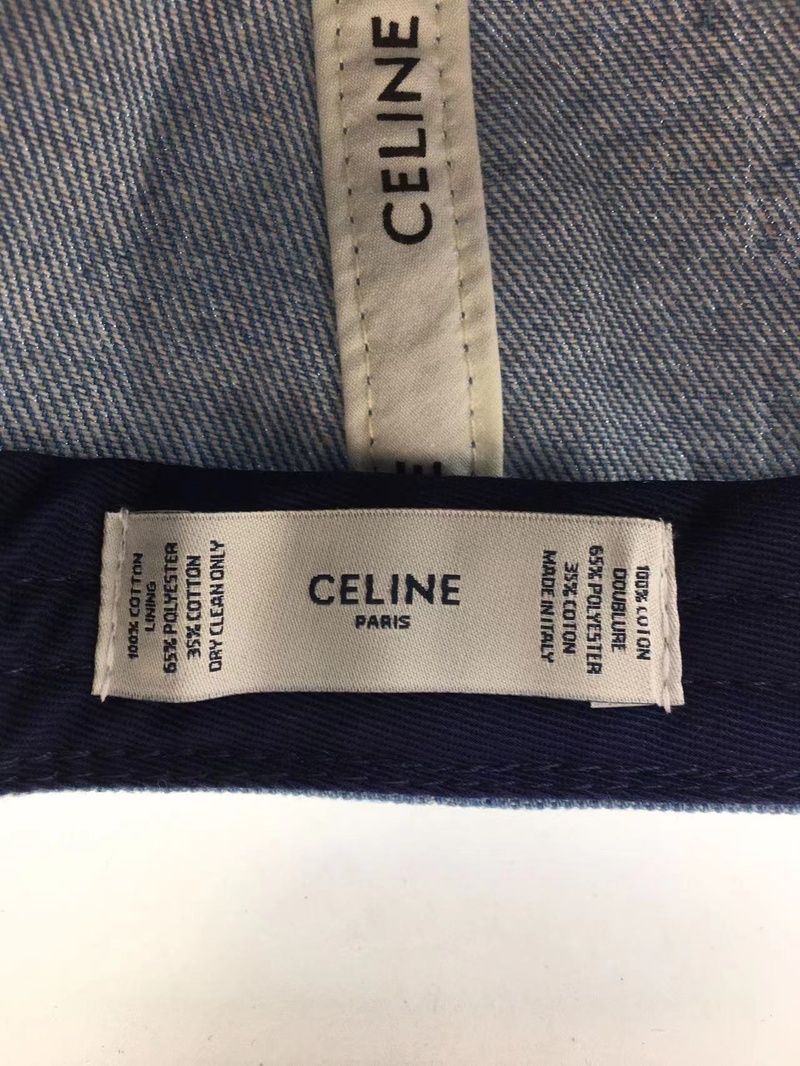 CELINE
100% COTTON
LINING
65% POLYESTER
35% COTTON
DRY CLEAN ONLY
CELINE
PARIS
100% COTON
DOUBLURE
65% POLYESTER
35% COTON
MADE IN ITALY